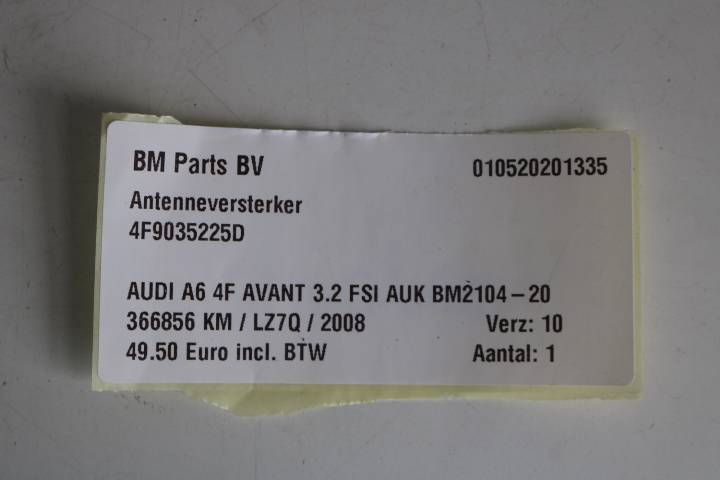 BM Parts BV 010520201335
Antenneversterker
4F9035225D
AUDI A6 4F AVANT 3.2 FSI AUK BM2104-20
366856 KM / LZ7Q / 2008 Verz: 10
49.50 Euro incl. BTW Aantal: 1